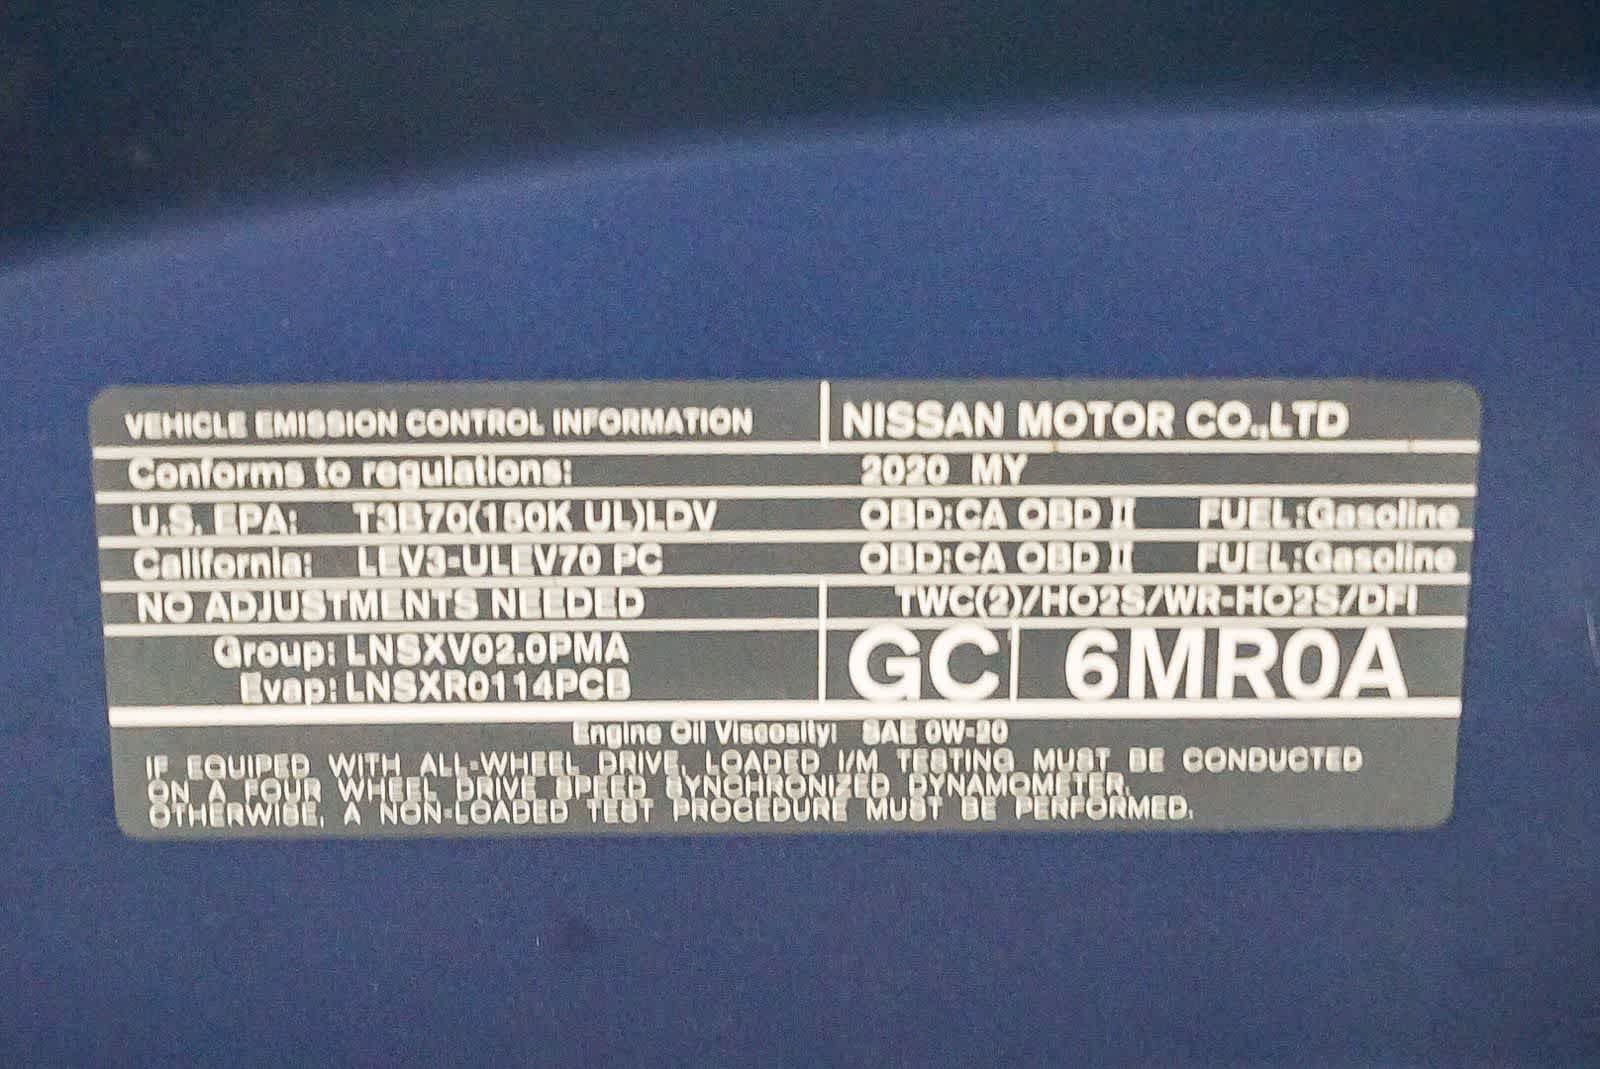 VEHICLE EMISSION CONTROL INFORMATION NISSAN MOTOR CO.,LTD
Conforms to regulations: 2020 MY
U.S. EPA: T3B70(150K UL)LDV OBD:CA OBD II FUEL:Gasoline
California: LEV3-ULEV70 PC OBD:CA OBD II FUEL:Gasoline
NO ADJUSTMENTS NEEDED TWC(2)/HO2S/WR-HO2S/DFI
Group: LNSXV02.0PMA GC 6MR0A
Evap: LNSXR0114PCB
Engine Oil Viscosity: SAE 0W-20
IF EQUIPED WITH ALL-WHEEL DRIVE, LOADED I/M TESTING MUST BE CONDUCTED
ON A FOUR WHEEL DRIVE SPEED SYNCHRONIZED DYNAMOMETER.
OTHERWISE, A NON-LOADED TEST PROCEDURE MUST BE PERFORMED.